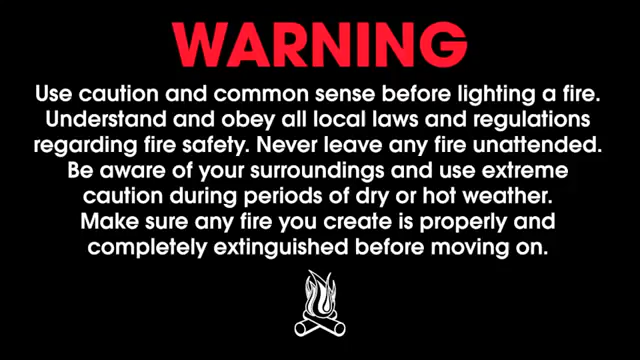 WARNING
Use caution and common sense before lighting a fire.
Understand and obey all local laws and regulations
regarding fire safety. Never leave any fire unattended.
Be aware of your surroundings and use extreme
caution during periods of dry or hot weather.
Make sure any fire you create is properly and
completely extinguished before moving on.